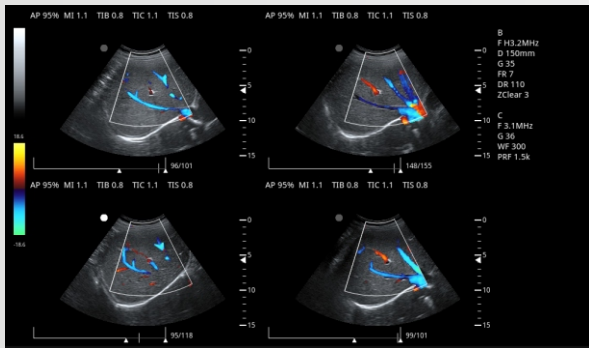 AP 95% MI 1.1 TIB 0.8 TIC 1.1 TIS 0.8
AP 95% MI 1.1 TIB 0.8 TIC 1.1 TIS 0.8
B
F H3.2MHz
D 150mm
G 35
FR 7
DR 110
ZClear 3
C
F 3.1MHz
G 36
WF 300
PRF 1.5k
18.6
-18.6
0
5
10
15
96/101
0
5
10
15
148/155
AP 95% MI 1.1 TIB 0.8 TIC 1.1 TIS 0.8
AP 95% MI 1.1 TIB 0.8 TIC 1.1 TIS 0.8
0
5
10
15
95/118
0
5
10
15
99/101